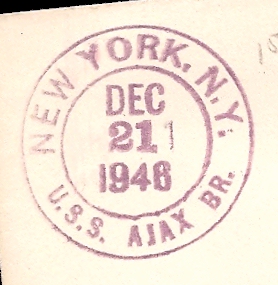 NEW YORK, N.Y.
DEC
21
1946
U.S.S. AJAX BR.